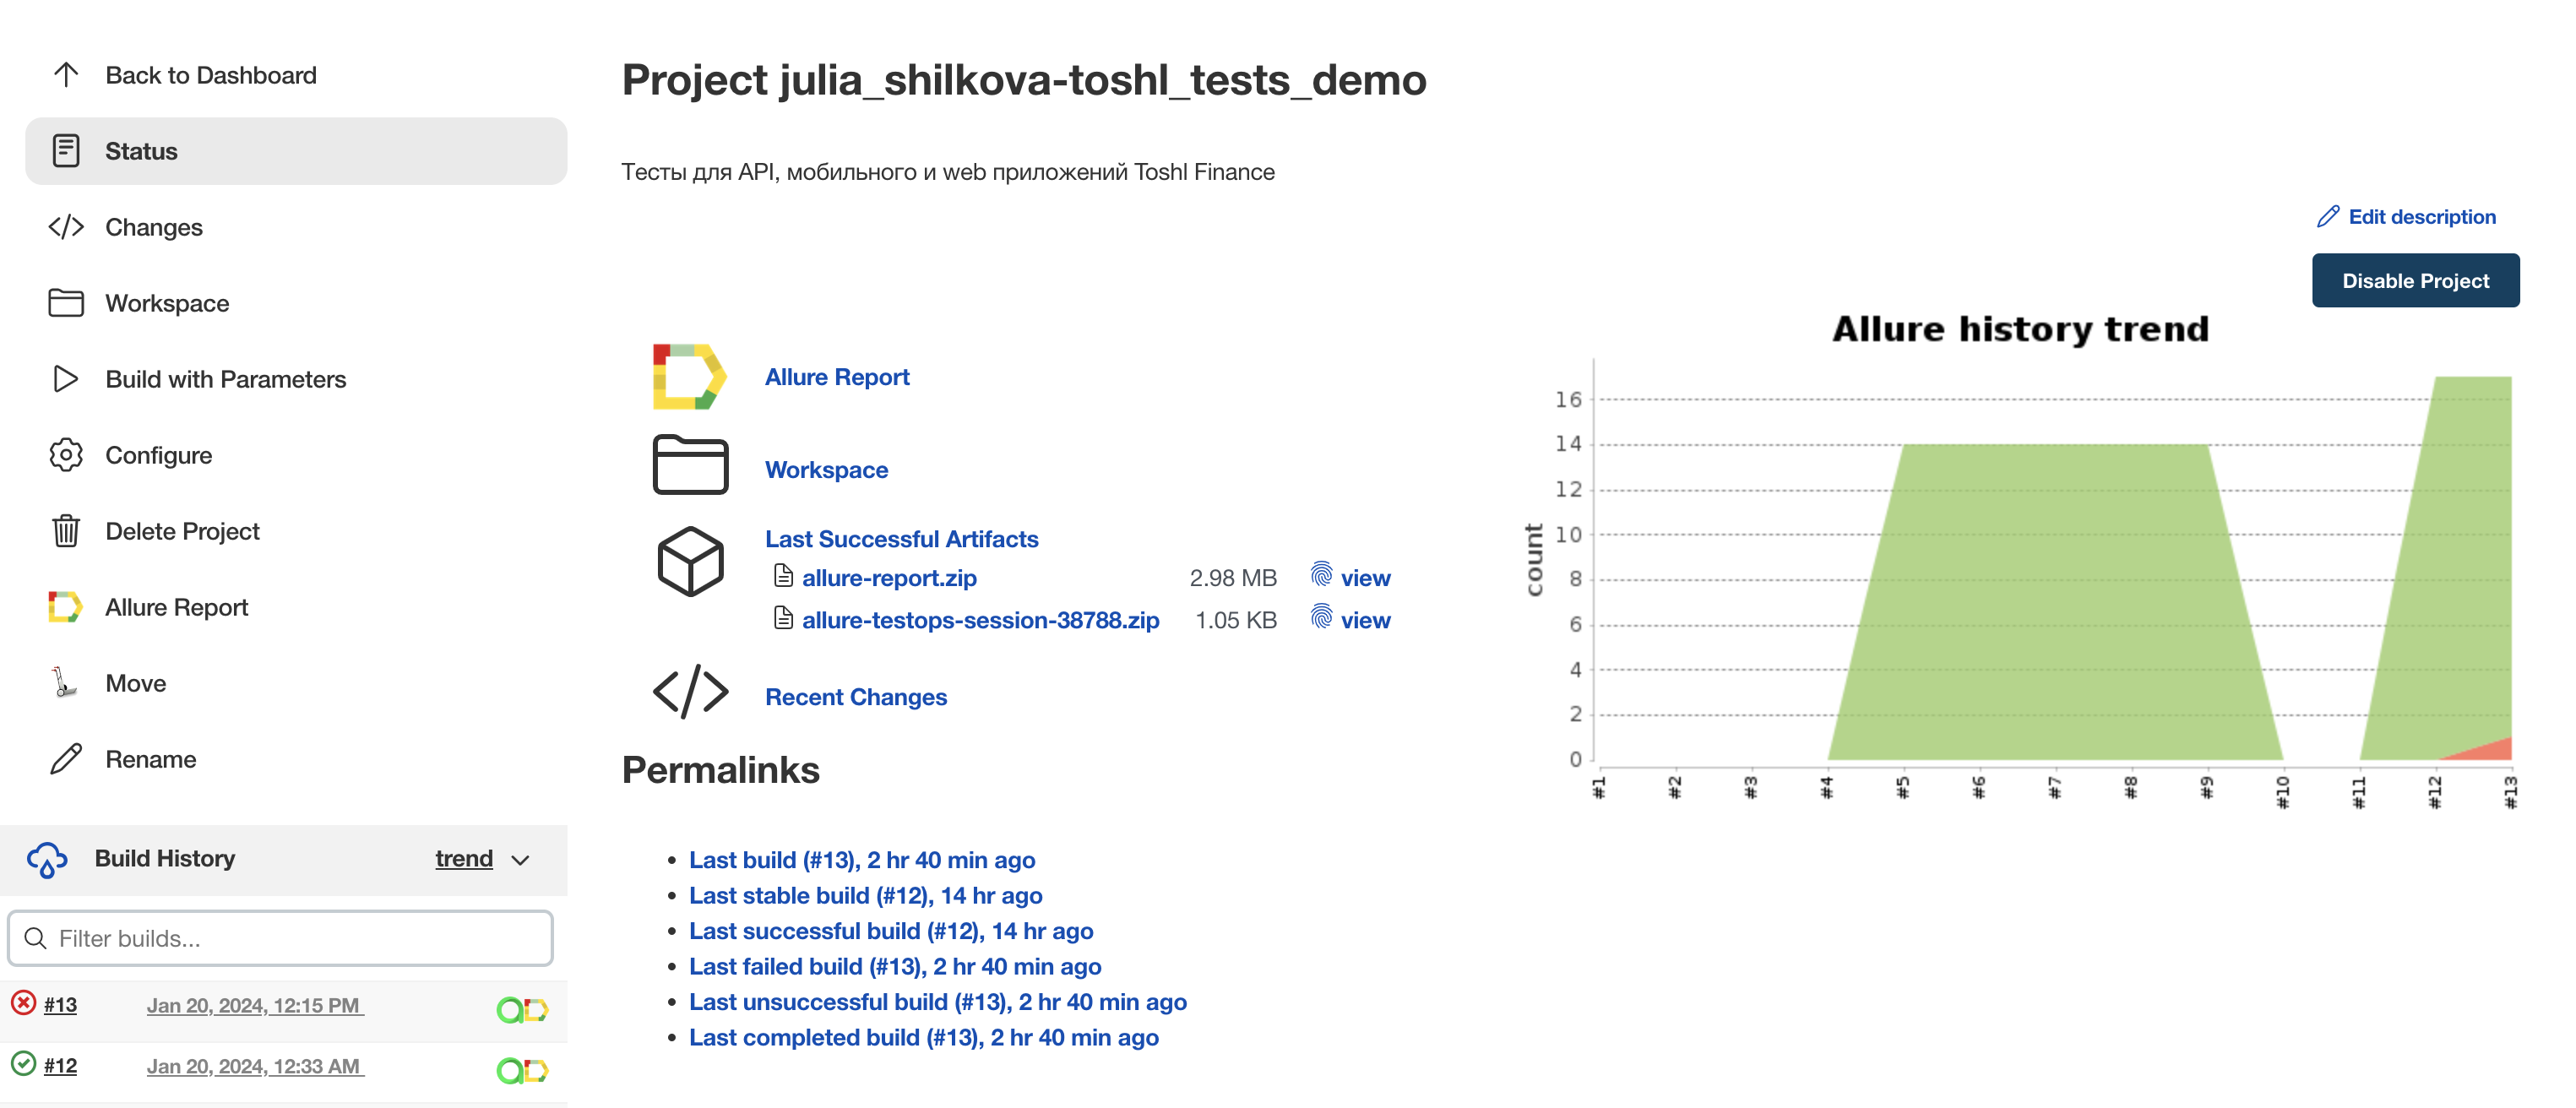 Back to Dashboard
Status
Changes
Workspace
Build with Parameters
Configure
Delete Project
Allure Report
Move
Rename
Build History trend
Filter builds...
#13 Jan 20, 2024, 12:15 PM
#12 Jan 20, 2024, 12:33 AM
Project julia_shilkova-toshl_tests_demo
Тесты для API, мобильного и web приложений Toshl Finance
Edit description
Disable Project
Allure Report
Workspace
Last Successful Artifacts
allure-report.zip 2.98 MB view
allure-testops-session-38788.zip 1.05 KB view
Recent Changes
Permalinks
Last build (#13), 2 hr 40 min ago
Last stable build (#12), 14 hr ago
Last successful build (#12), 14 hr ago
Last failed build (#13), 2 hr 40 min ago
Last unsuccessful build (#13), 2 hr 40 min ago
Last completed build (#13), 2 hr 40 min ago
Allure history trend
count
16
14
12
10
8
6
4
2
0
#1 #2 #3 #4 #5 #6 #7 #8 #9 #10 #11 #12 #13